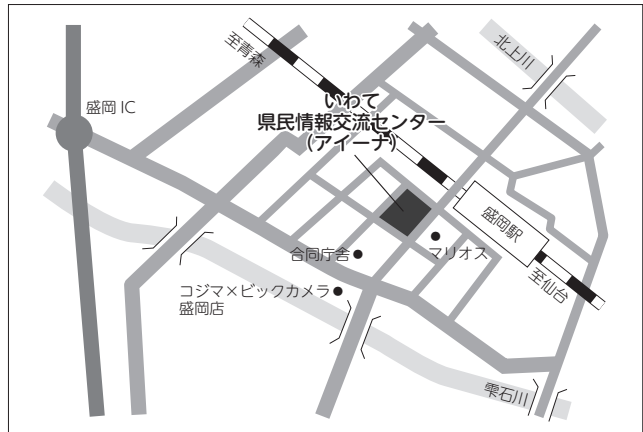 至青森
北上川
盛岡 IC
いわて
県民情報交流センター
(アイーナ)
盛岡駅
マリオス
合同庁舎
至仙台
コジマ×ビックカメラ
盛岡店
雫石川